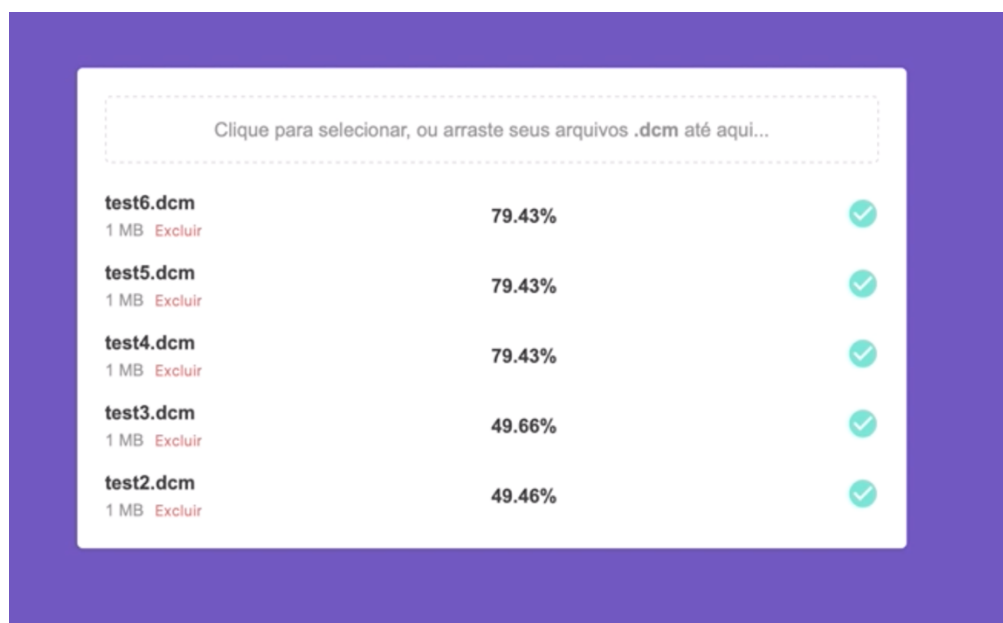 Clique para selecionar, ou arraste seus arquivos .dcm até aqui...
test6.dcm
1 MB Excluir
79.43%
test5.dcm
1 MB Excluir
79.43%
test4.dcm
1 MB Excluir
79.43%
test3.dcm
1 MB Excluir
49.66%
test2.dcm
1 MB Excluir
49.46%